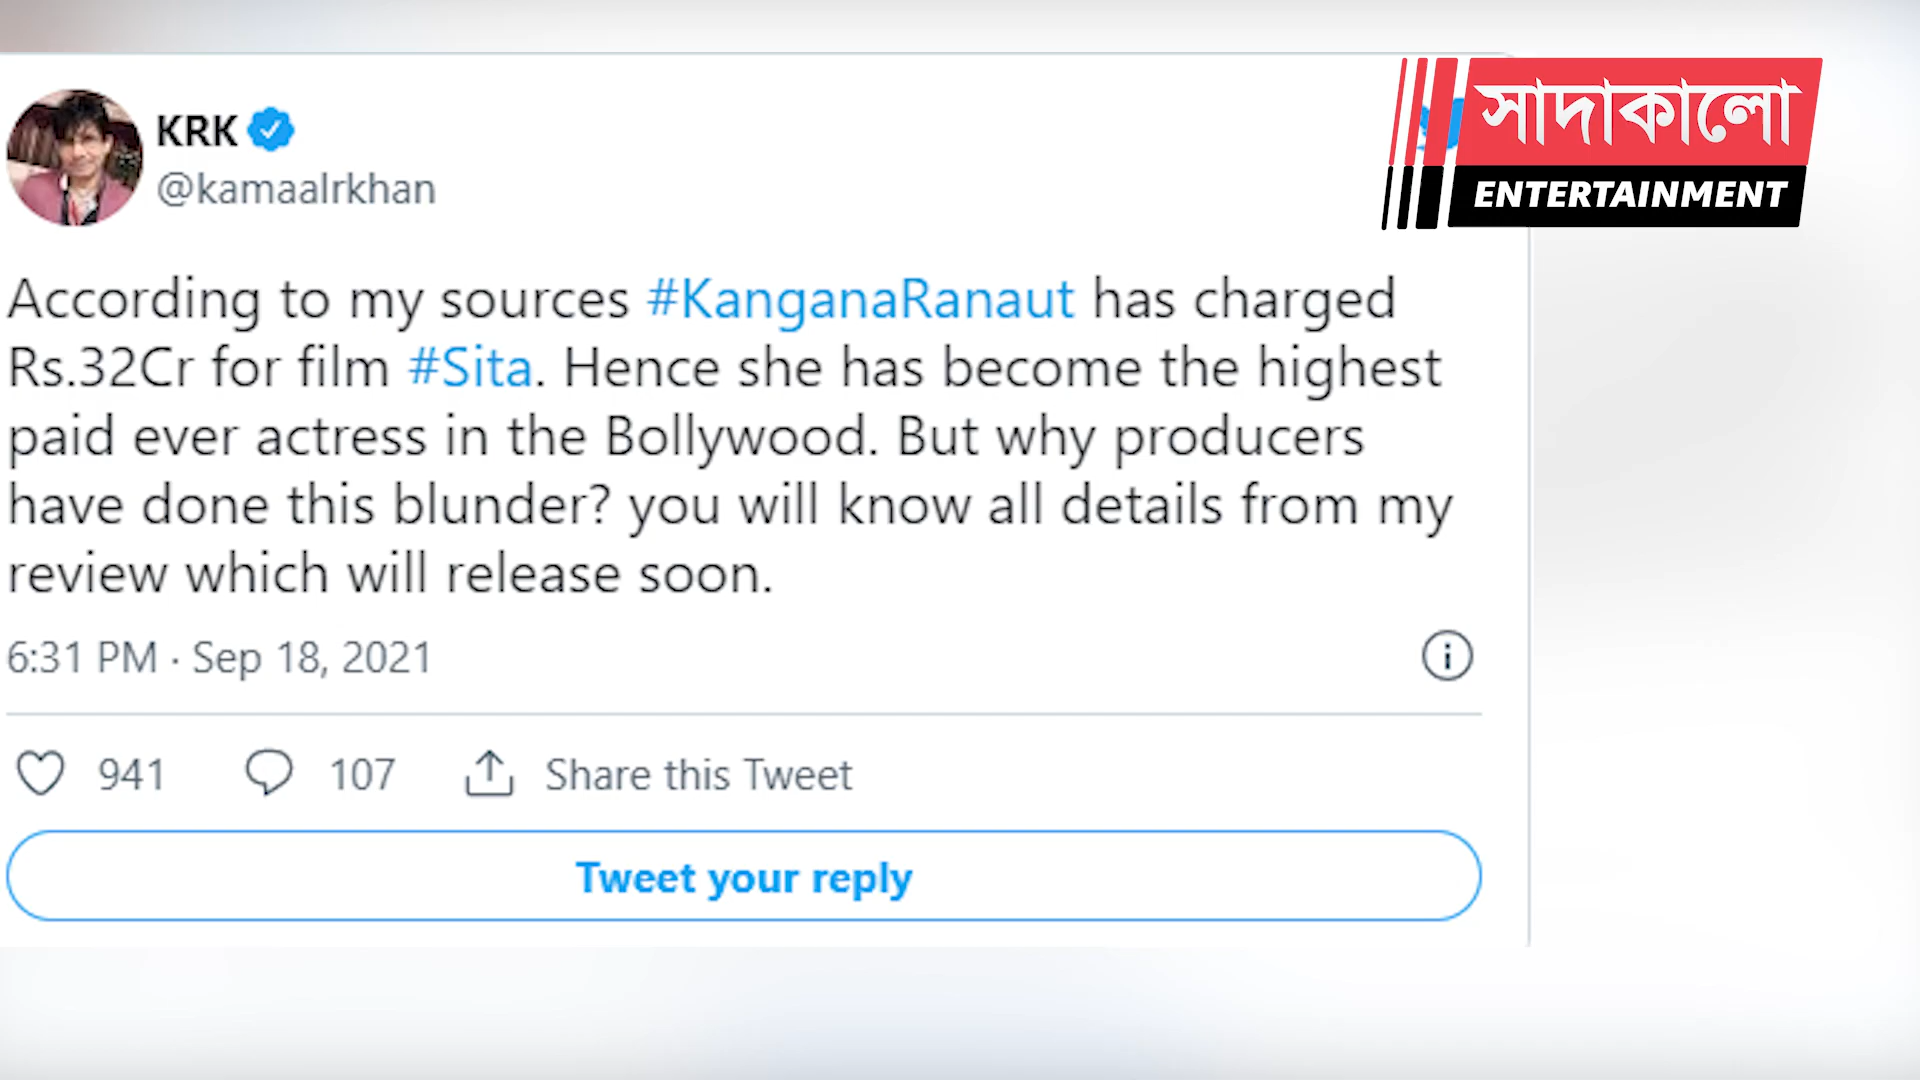 সাদাকালো
ENTERTAINMENT
KRK
@kamaalrkhan
According to my sources #KanganaRanaut has charged
Rs.32Cr for film #Sita. Hence she has become the highest
paid ever actress in the Bollywood. But why producers
have done this blunder? you will know all details from my
review which will release soon.
6:31 PM · Sep 18, 2021
941 107 Share this Tweet
Tweet your reply